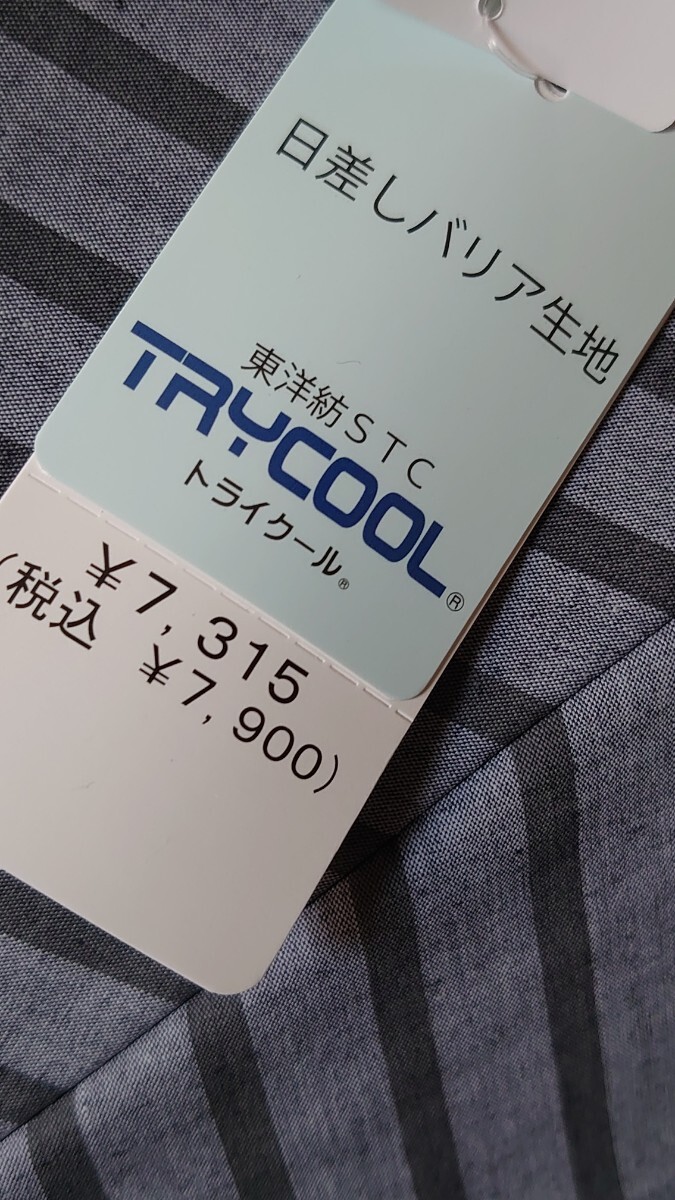 日差しバリア生地
東洋紡STC
TRYCOOL®
トライクール®
¥7,315
(税込 ¥7,900)